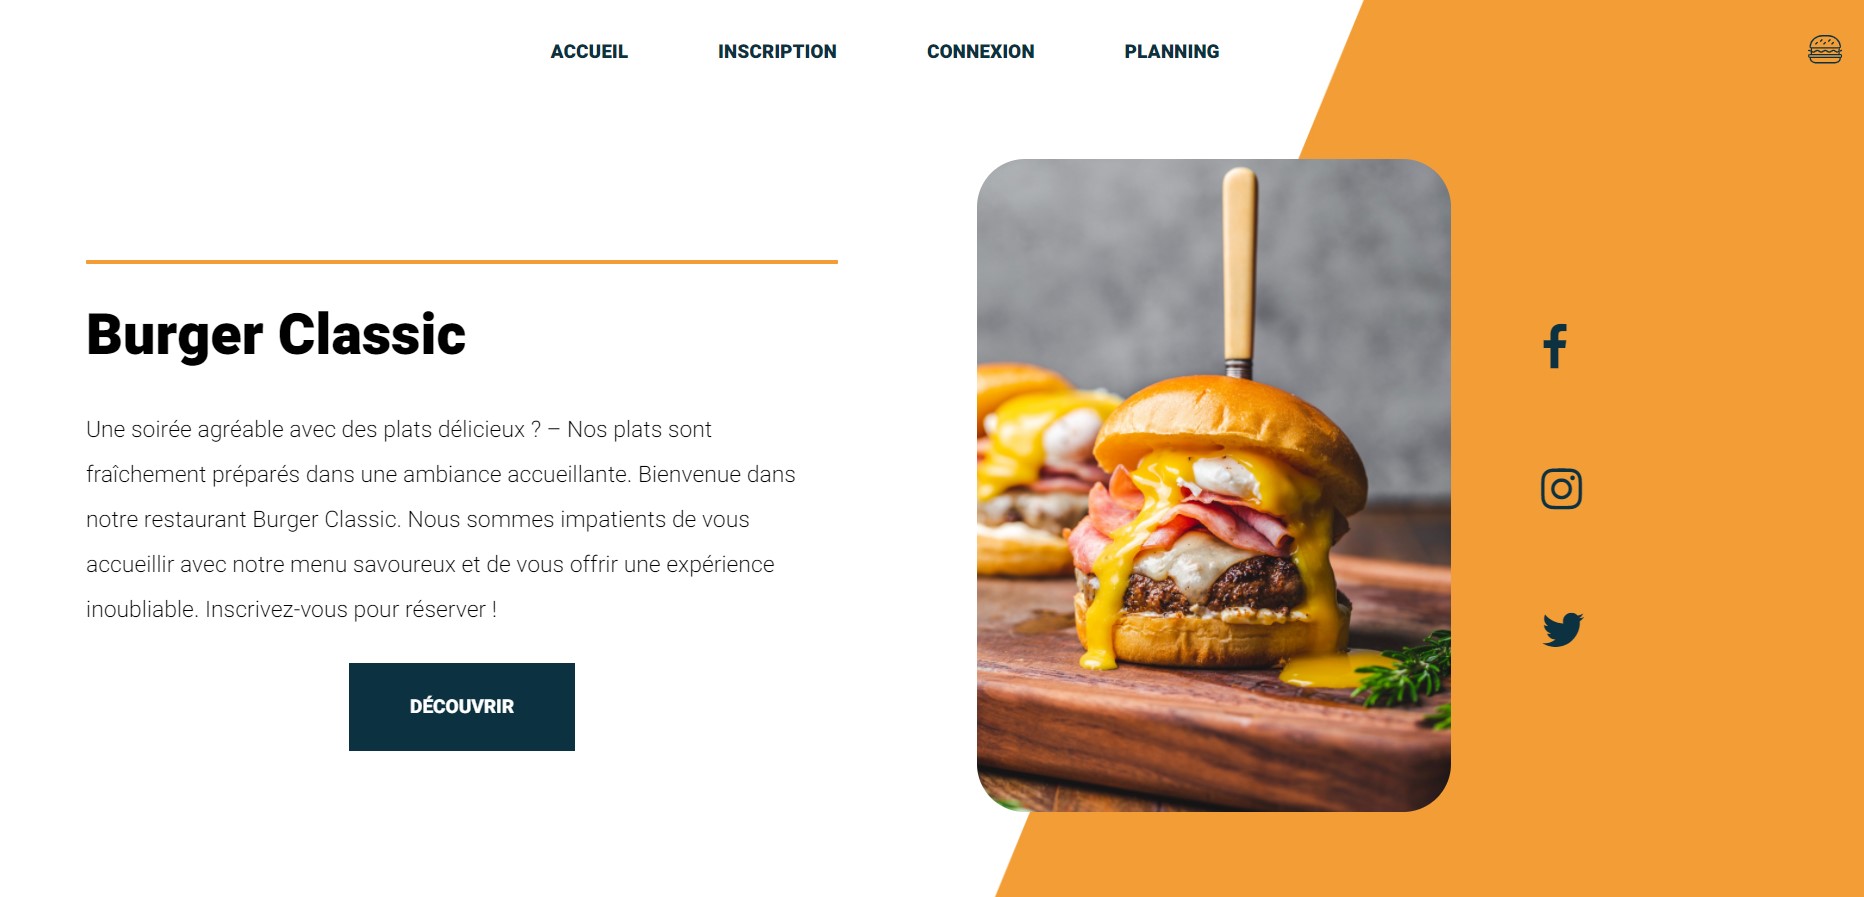 ACCUEIL INSCRIPTION CONNEXION PLANNING
Burger Classic
Une soirée agréable avec des plats délicieux ? – Nos plats sont
fraîchement préparés dans une ambiance accueillante. Bienvenue dans
notre restaurant Burger Classic. Nous sommes impatients de vous
accueillir avec notre menu savoureux et de vous offrir une expérience
inoubliable. Inscrivez-vous pour réserver !
DÉCOUVRIR